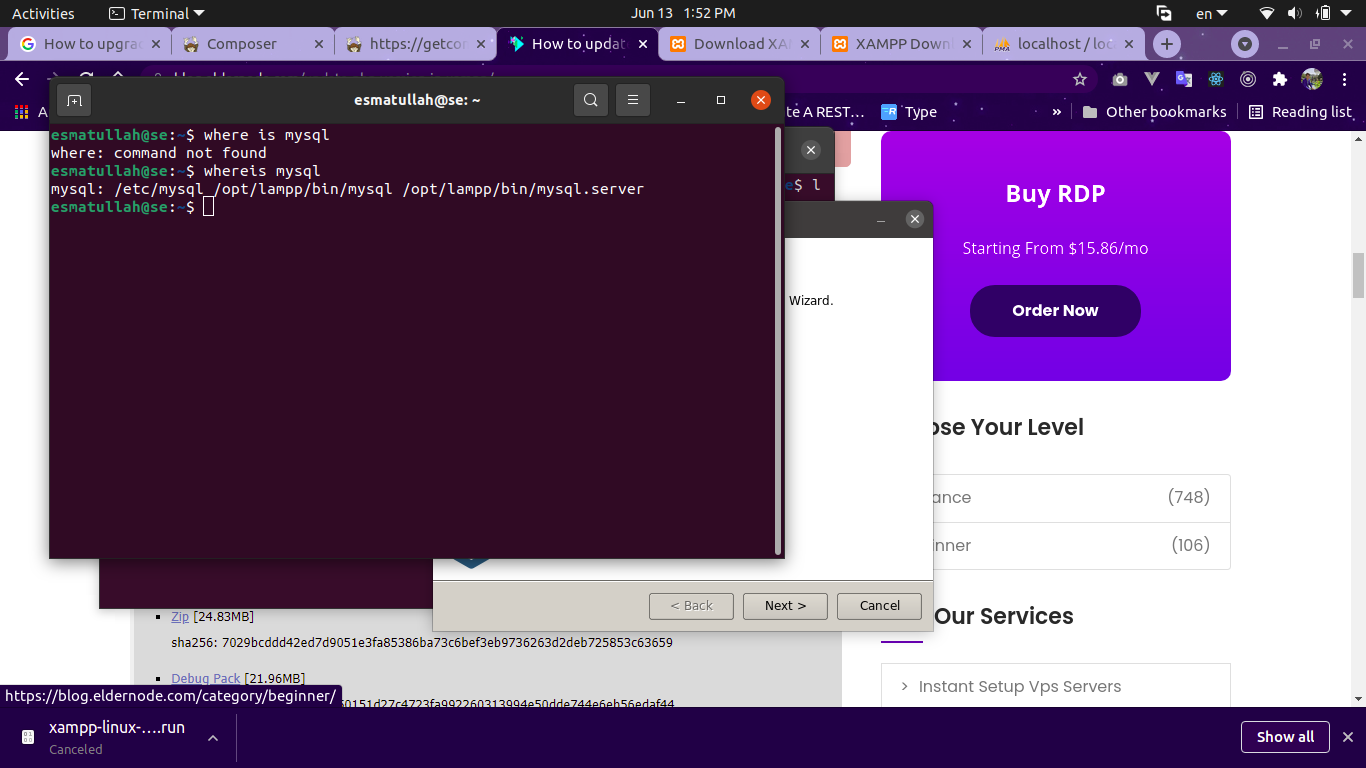 Activities
Terminal
Jun 13 1:52 PM
en
How to upgra
Composer
https://getcor
How to updat
Download XA
XAMPP Down
localhost / loc
A
te A REST…
Type
»
Other bookmarks
Reading list
esmatullah@se: ~
esmatullah@se:~$ where is mysql
where: command not found
esmatullah@se:~$ whereis mysql
mysql: /etc/mysql /opt/lampp/bin/mysql /opt/lampp/bin/mysql.server
esmatullah@se:~$
e$ l
Wizard.
< Back
Next >
Cancel
Buy RDP
Starting From $15.86/mo
Order Now
ose Your Level
ance (748)
nner (106)
Our Services
> Instant Setup Vps Servers
Zip [24.83MB]
sha256: 7029bcddd42ed7d9051e3fa85386ba73c6bef3eb9736263d2deb725853c63659
Debug Pack [21.96MB]
https://blog.eldernode.com/category/beginner/
xampp-linux-….run
Canceled
Show all